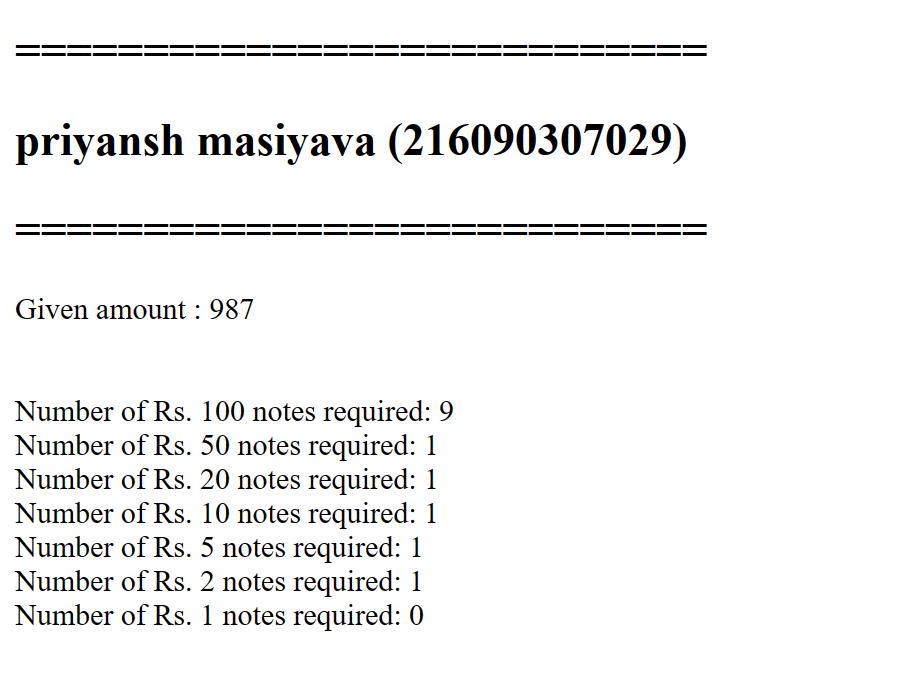 ===========================
priyansh masiyava (216090307029)
===========================
Given amount : 987
Number of Rs. 100 notes required: 9
Number of Rs. 50 notes required: 1
Number of Rs. 20 notes required: 1
Number of Rs. 10 notes required: 1
Number of Rs. 5 notes required: 1
Number of Rs. 2 notes required: 1
Number of Rs. 1 notes required: 0